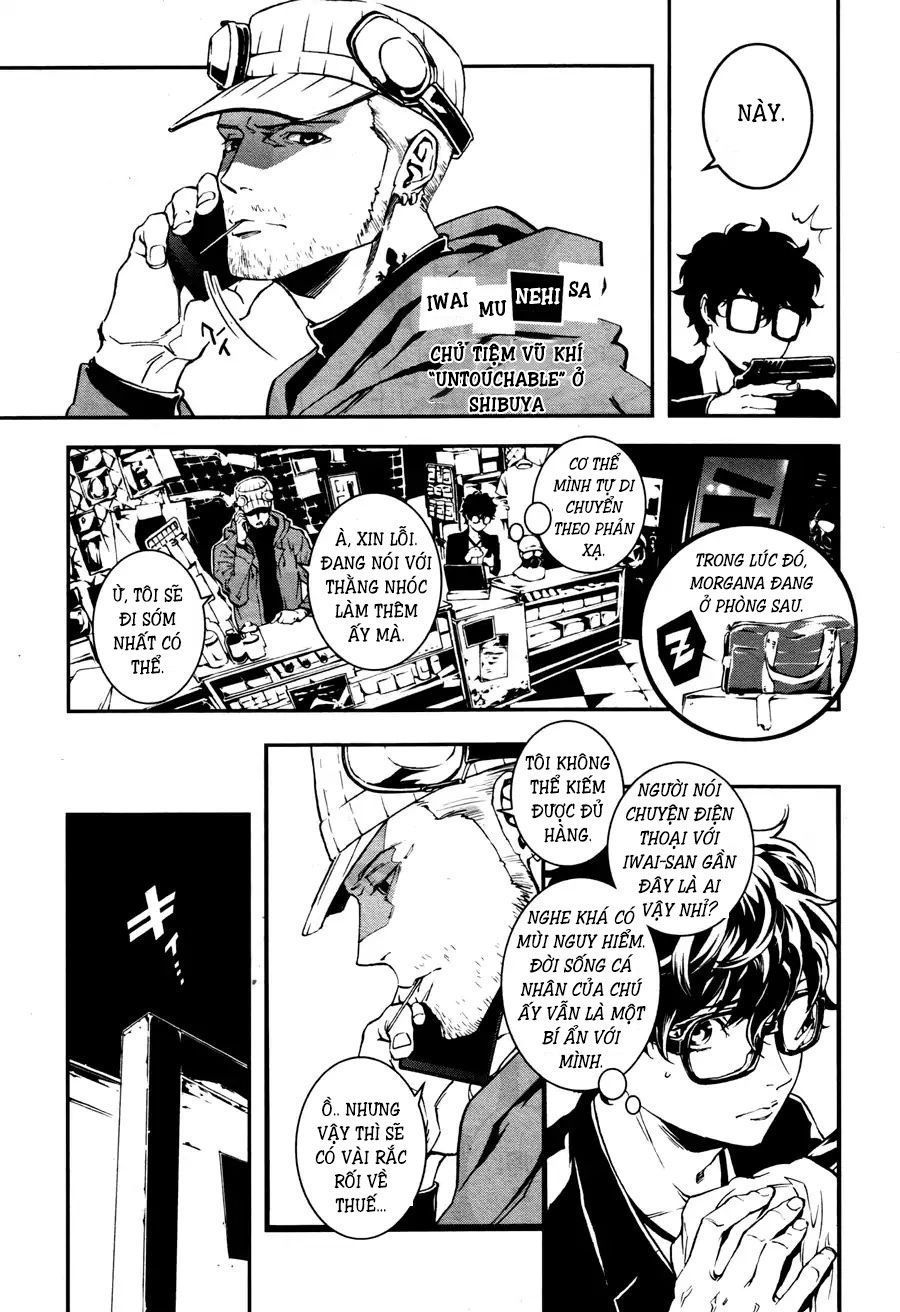 NÀY.
IWAI MU NEHI SA
CHỦ TIỆM VŨ KHÍ
“UNTOUCHABLE” Ở
SHIBUYA
CƠ THỂ
MÌNH TỰ DI
CHUYỂN
THEO PHẢN
XẠ.
À, XIN LỖI.
ĐANG NÓI VỚI
THẰNG NHÓC
LÀM THÊM
ẤY MÀ.
Ừ, TÔI SẼ
ĐI SỚM
NHẤT CÓ
THỂ.
TRONG LÚC ĐÓ,
MORGANA ĐANG
Ở PHÒNG SAU.
Z
TÔI KHÔNG
THỂ KIẾM
ĐƯỢC ĐỦ
HÀNG.
NGƯỜI NÓI
CHUYỆN ĐIỆN
THOẠI VỚI
IWAI-SAN GẦN
ĐÂY LÀ AI
VẬY NHỈ?
NGHE KHÁ CÓ
MÙI NGUY HIỂM.
ĐỜI SỐNG CÁ
NHÂN CỦA CHÚ
ẤY VẪN LÀ MỘT
BÍ ẨN VỚI
MÌNH.
Ồ.. NHƯNG
VẬY THÌ SẼ
CÓ VÀI RẮC
RỐI VỀ
THUẾ...
キィ...